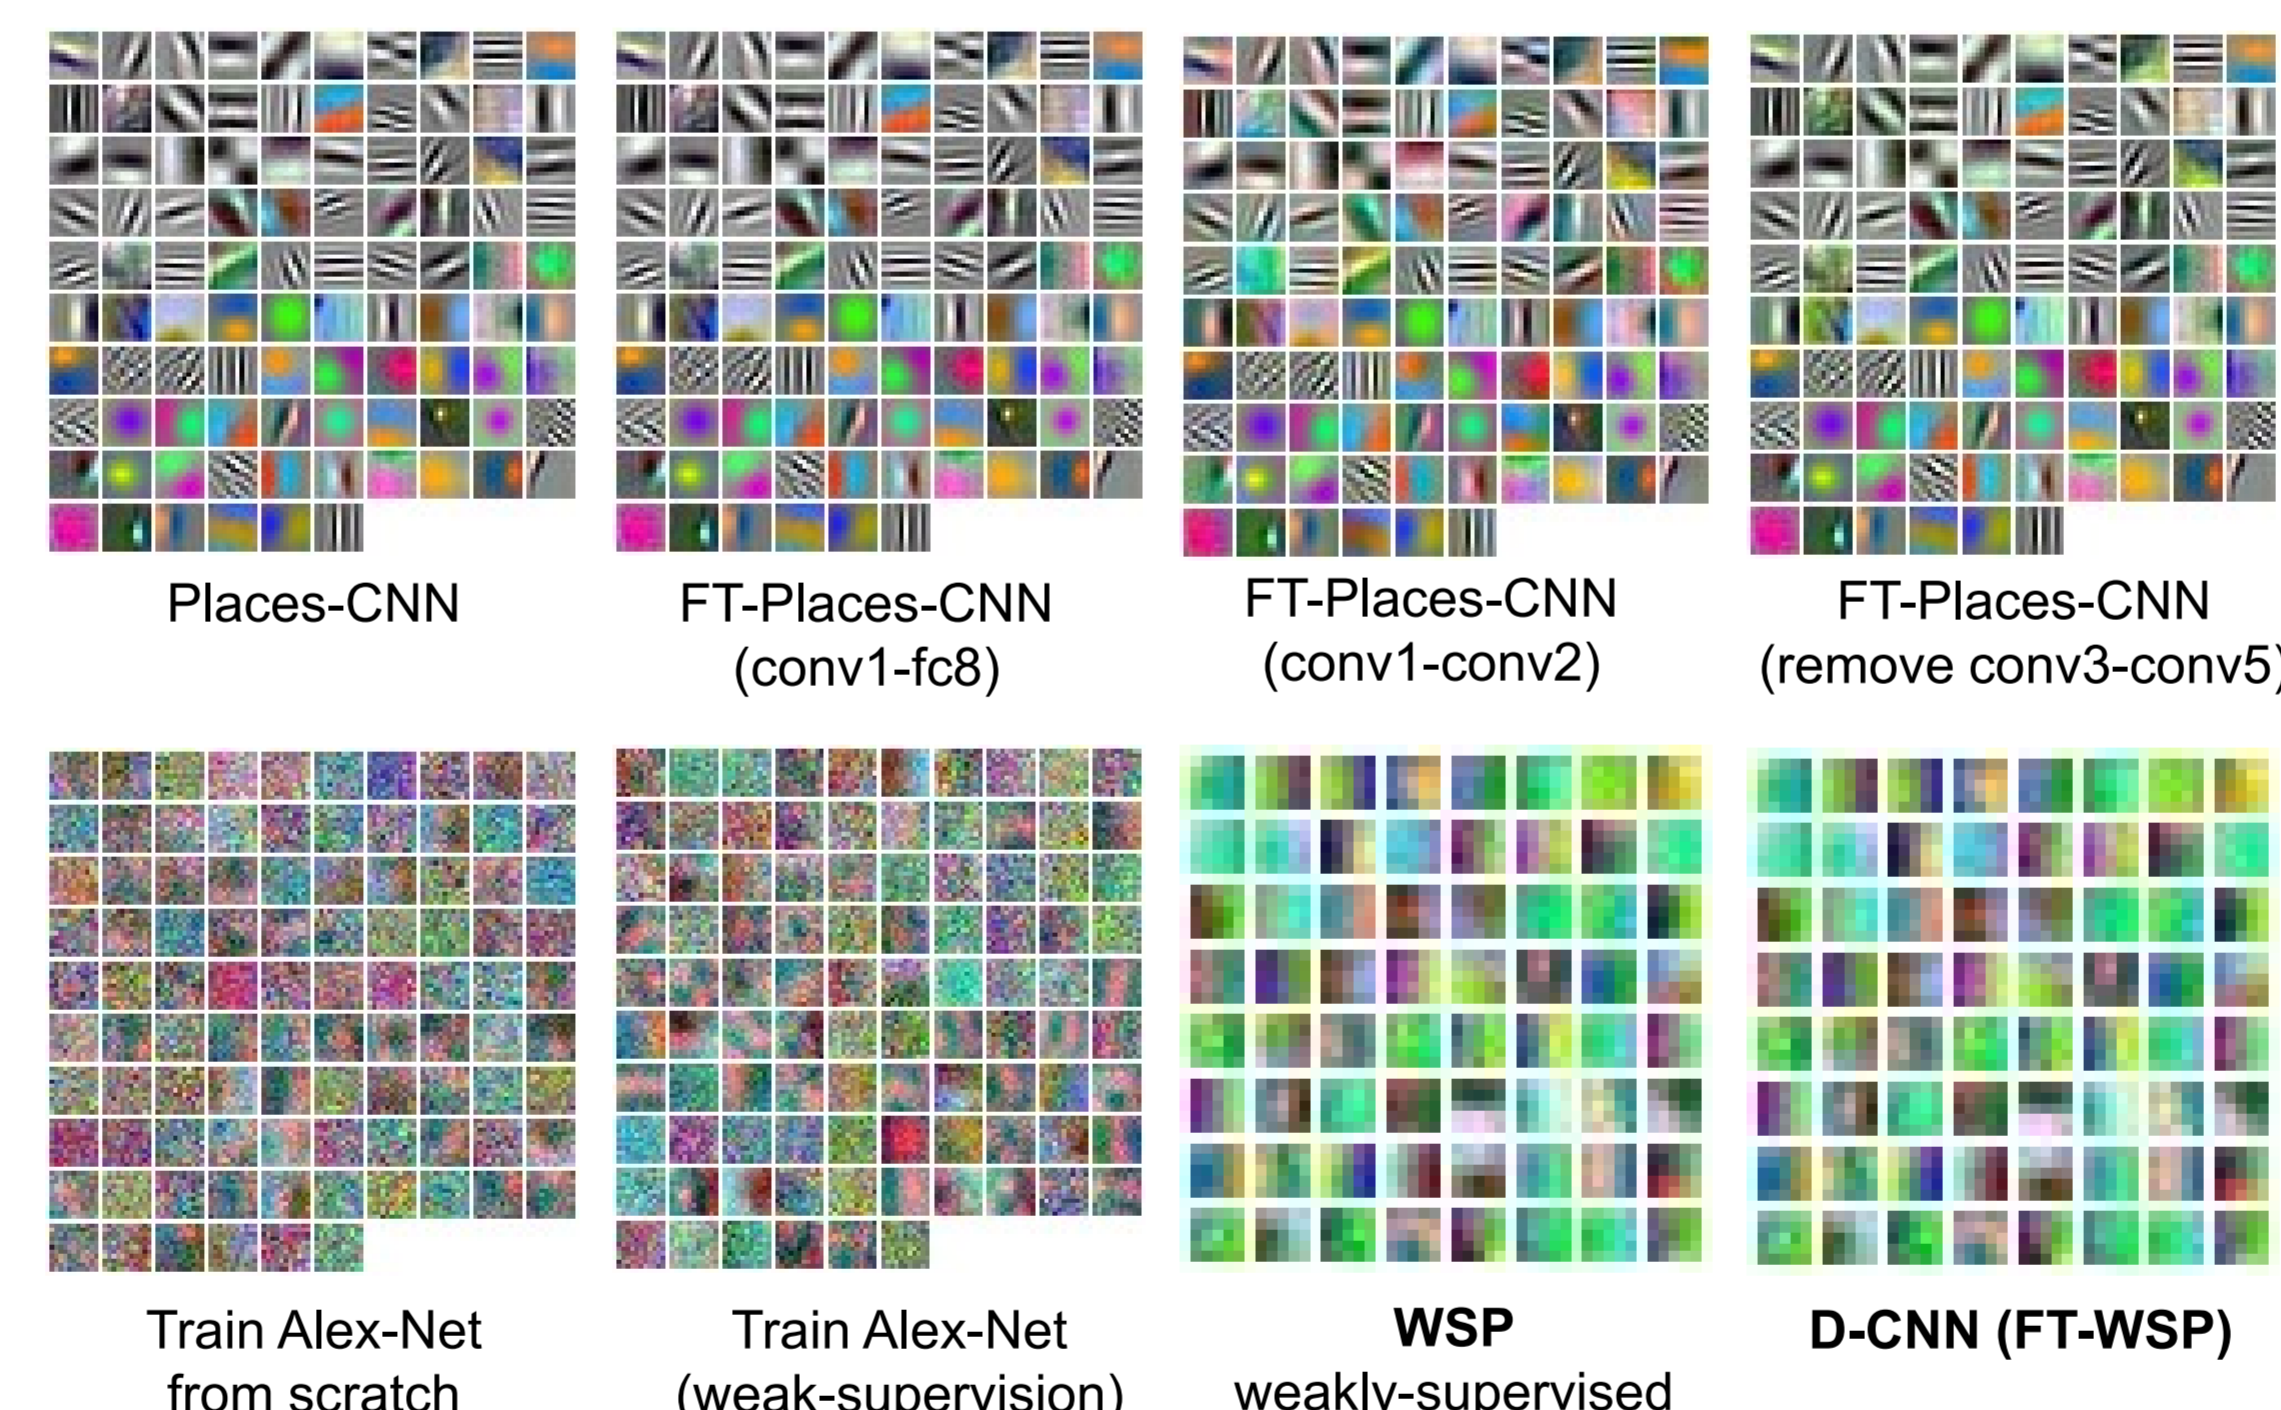 Places-CNN
FT-Places-CNN
(conv1-fc8)
FT-Places-CNN
(conv1-conv2)
FT-Places-CNN
(remove conv3-conv5)
Train Alex-Net
from scratch
Train Alex-Net
(weak-supervision)
WSP
weakly-supervised
D-CNN (FT-WSP)